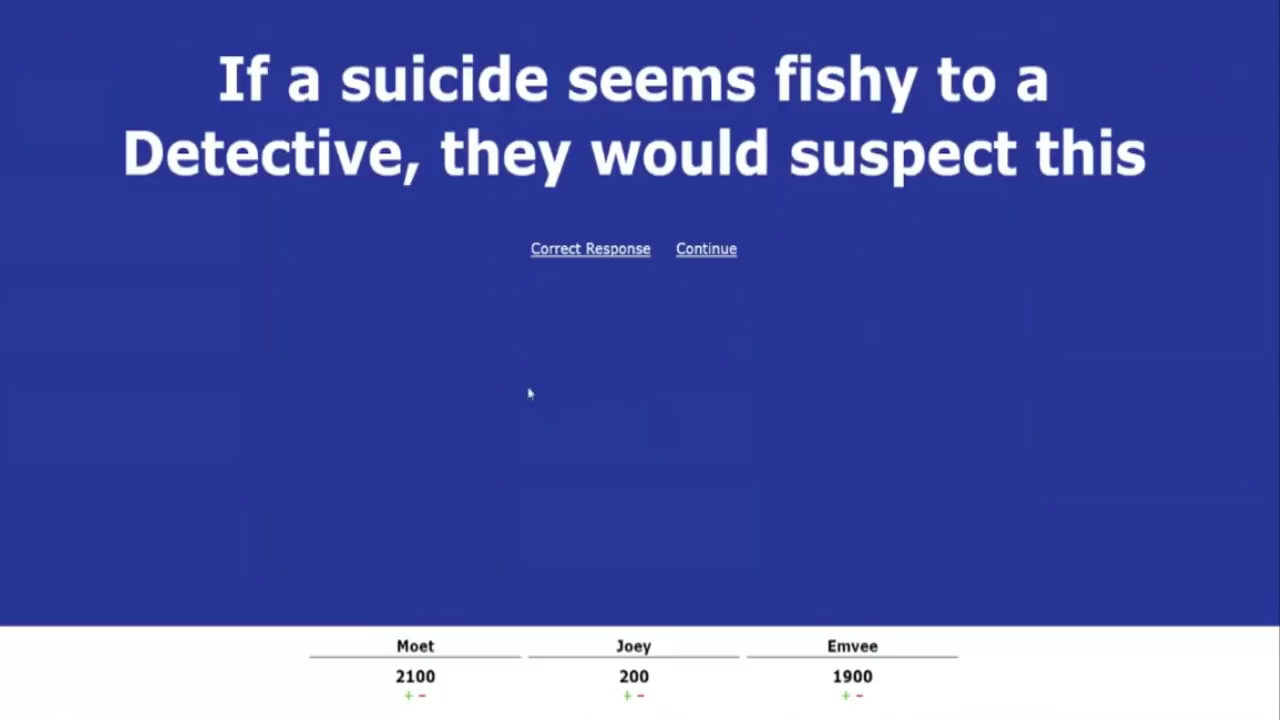 If a suicide seems fishy to a
Detective, they would suspect this
Correct Response Continue
Moet Joey Emvee
2100 200 1900
+ - + - + -